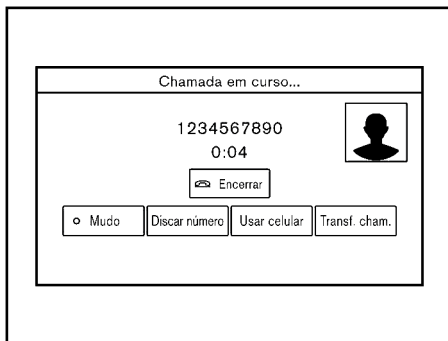 Chamada em curso...
1234567890
0:04
Encerrar
Mudo Discar número Usar celular Transf. cham.